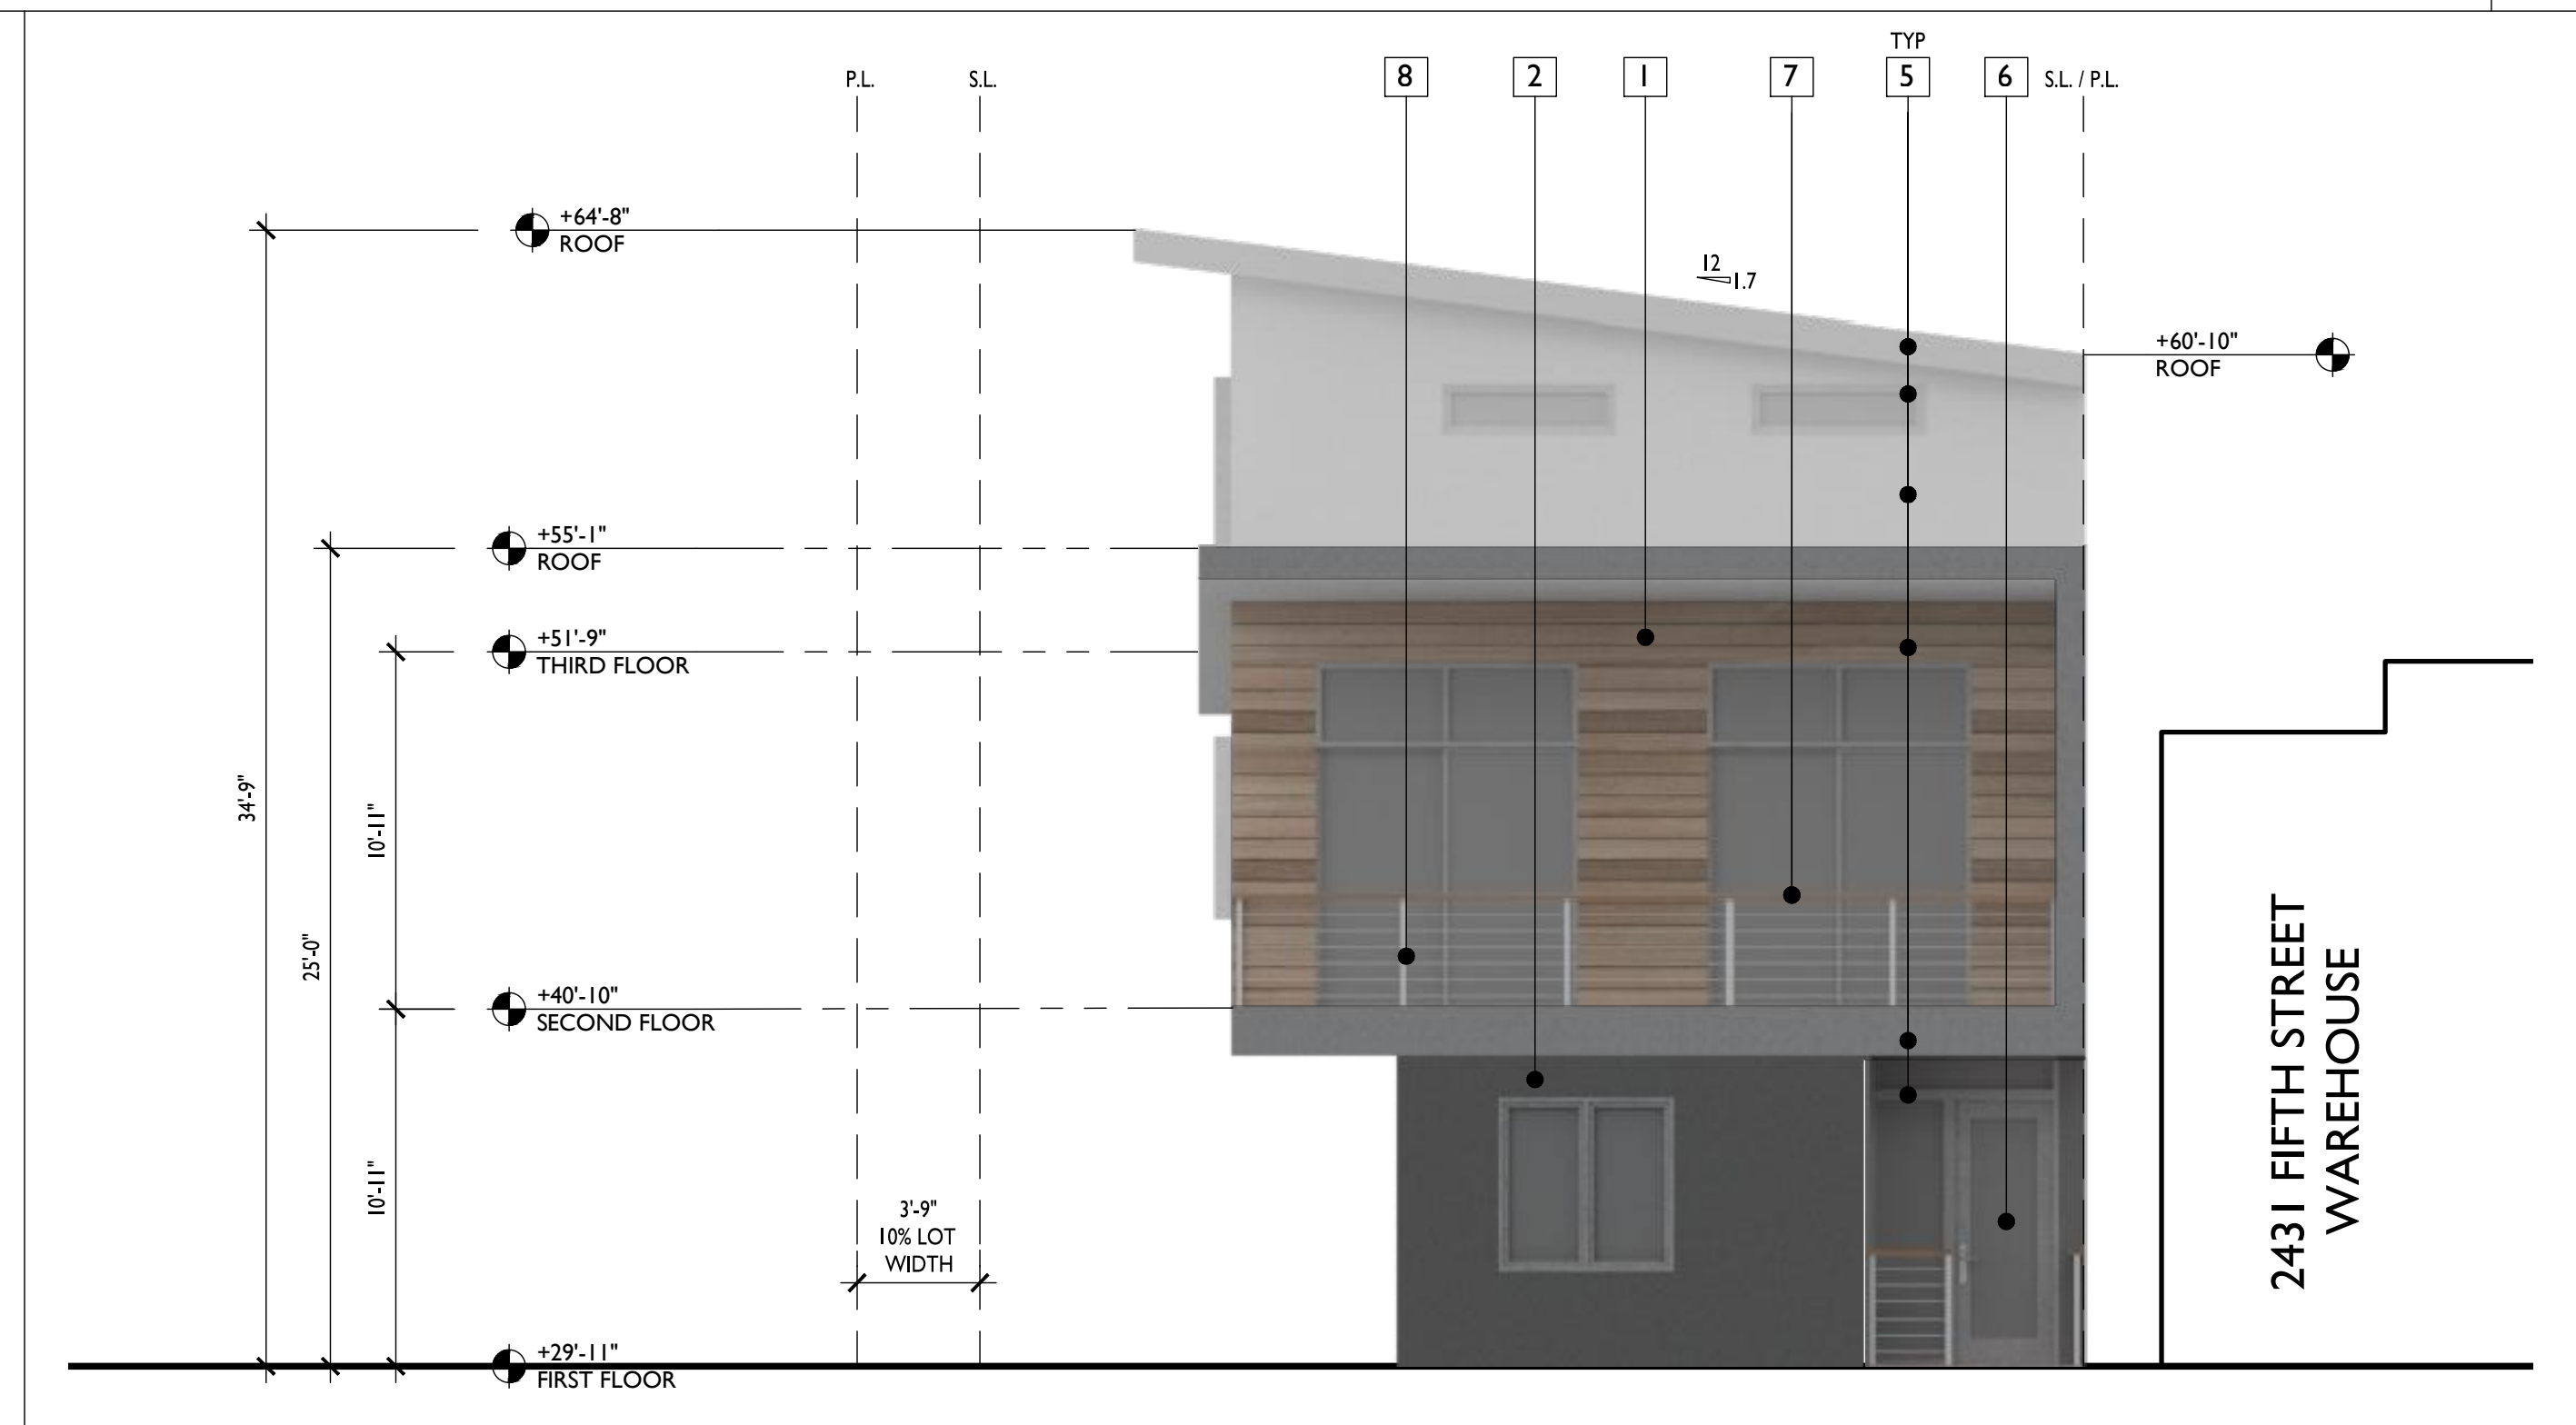 TYP
P.L.
S.L.
8
2
1
7
5
6
S.L. / P.L.
+64'-8"
ROOF
12
1.7
+60'-10"
ROOF
+55'-1"
ROOF
+51'-9"
THIRD FLOOR
34'-9"
25'-0"
10'-11"
+40'-10"
SECOND FLOOR
10'-11"
3'-9"
10% LOT
WIDTH
2431 FIFTH STREET
WAREHOUSE
+29'-11"
FIRST FLOOR